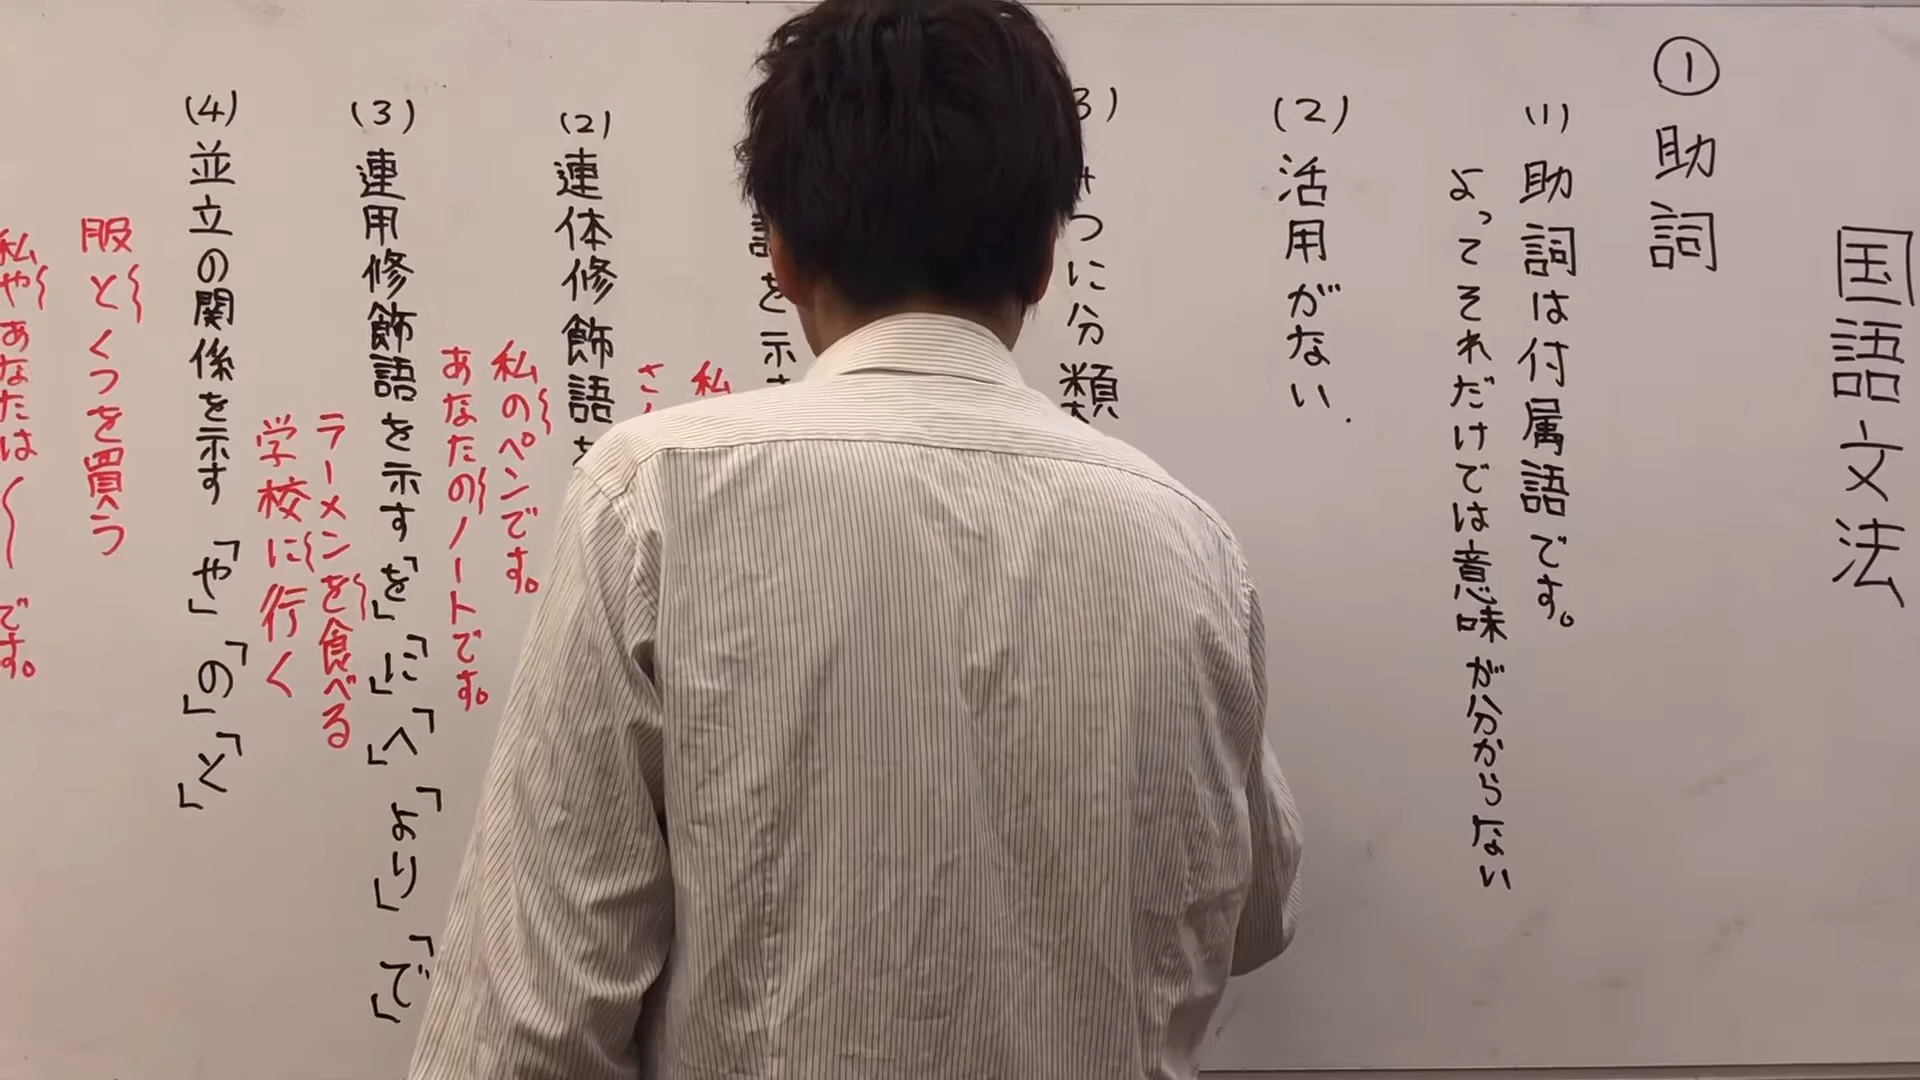 国語文法
① 助詞
(1) 助詞は付属語です。
よってそれだけでは意味が分からない
(2) 活用がない.
つに分類
を示
私
さ
(2) 連体修飾語を
私のペンです。
あなたのノートです。
(3) 連用修飾語を示す「を」「に」「へ」「より」「で」
ラーメンを食べる
学校に行く
(4) 並立の関係を示す「や」「の」「と」
服とくつを買う
私やあなたは〜です。